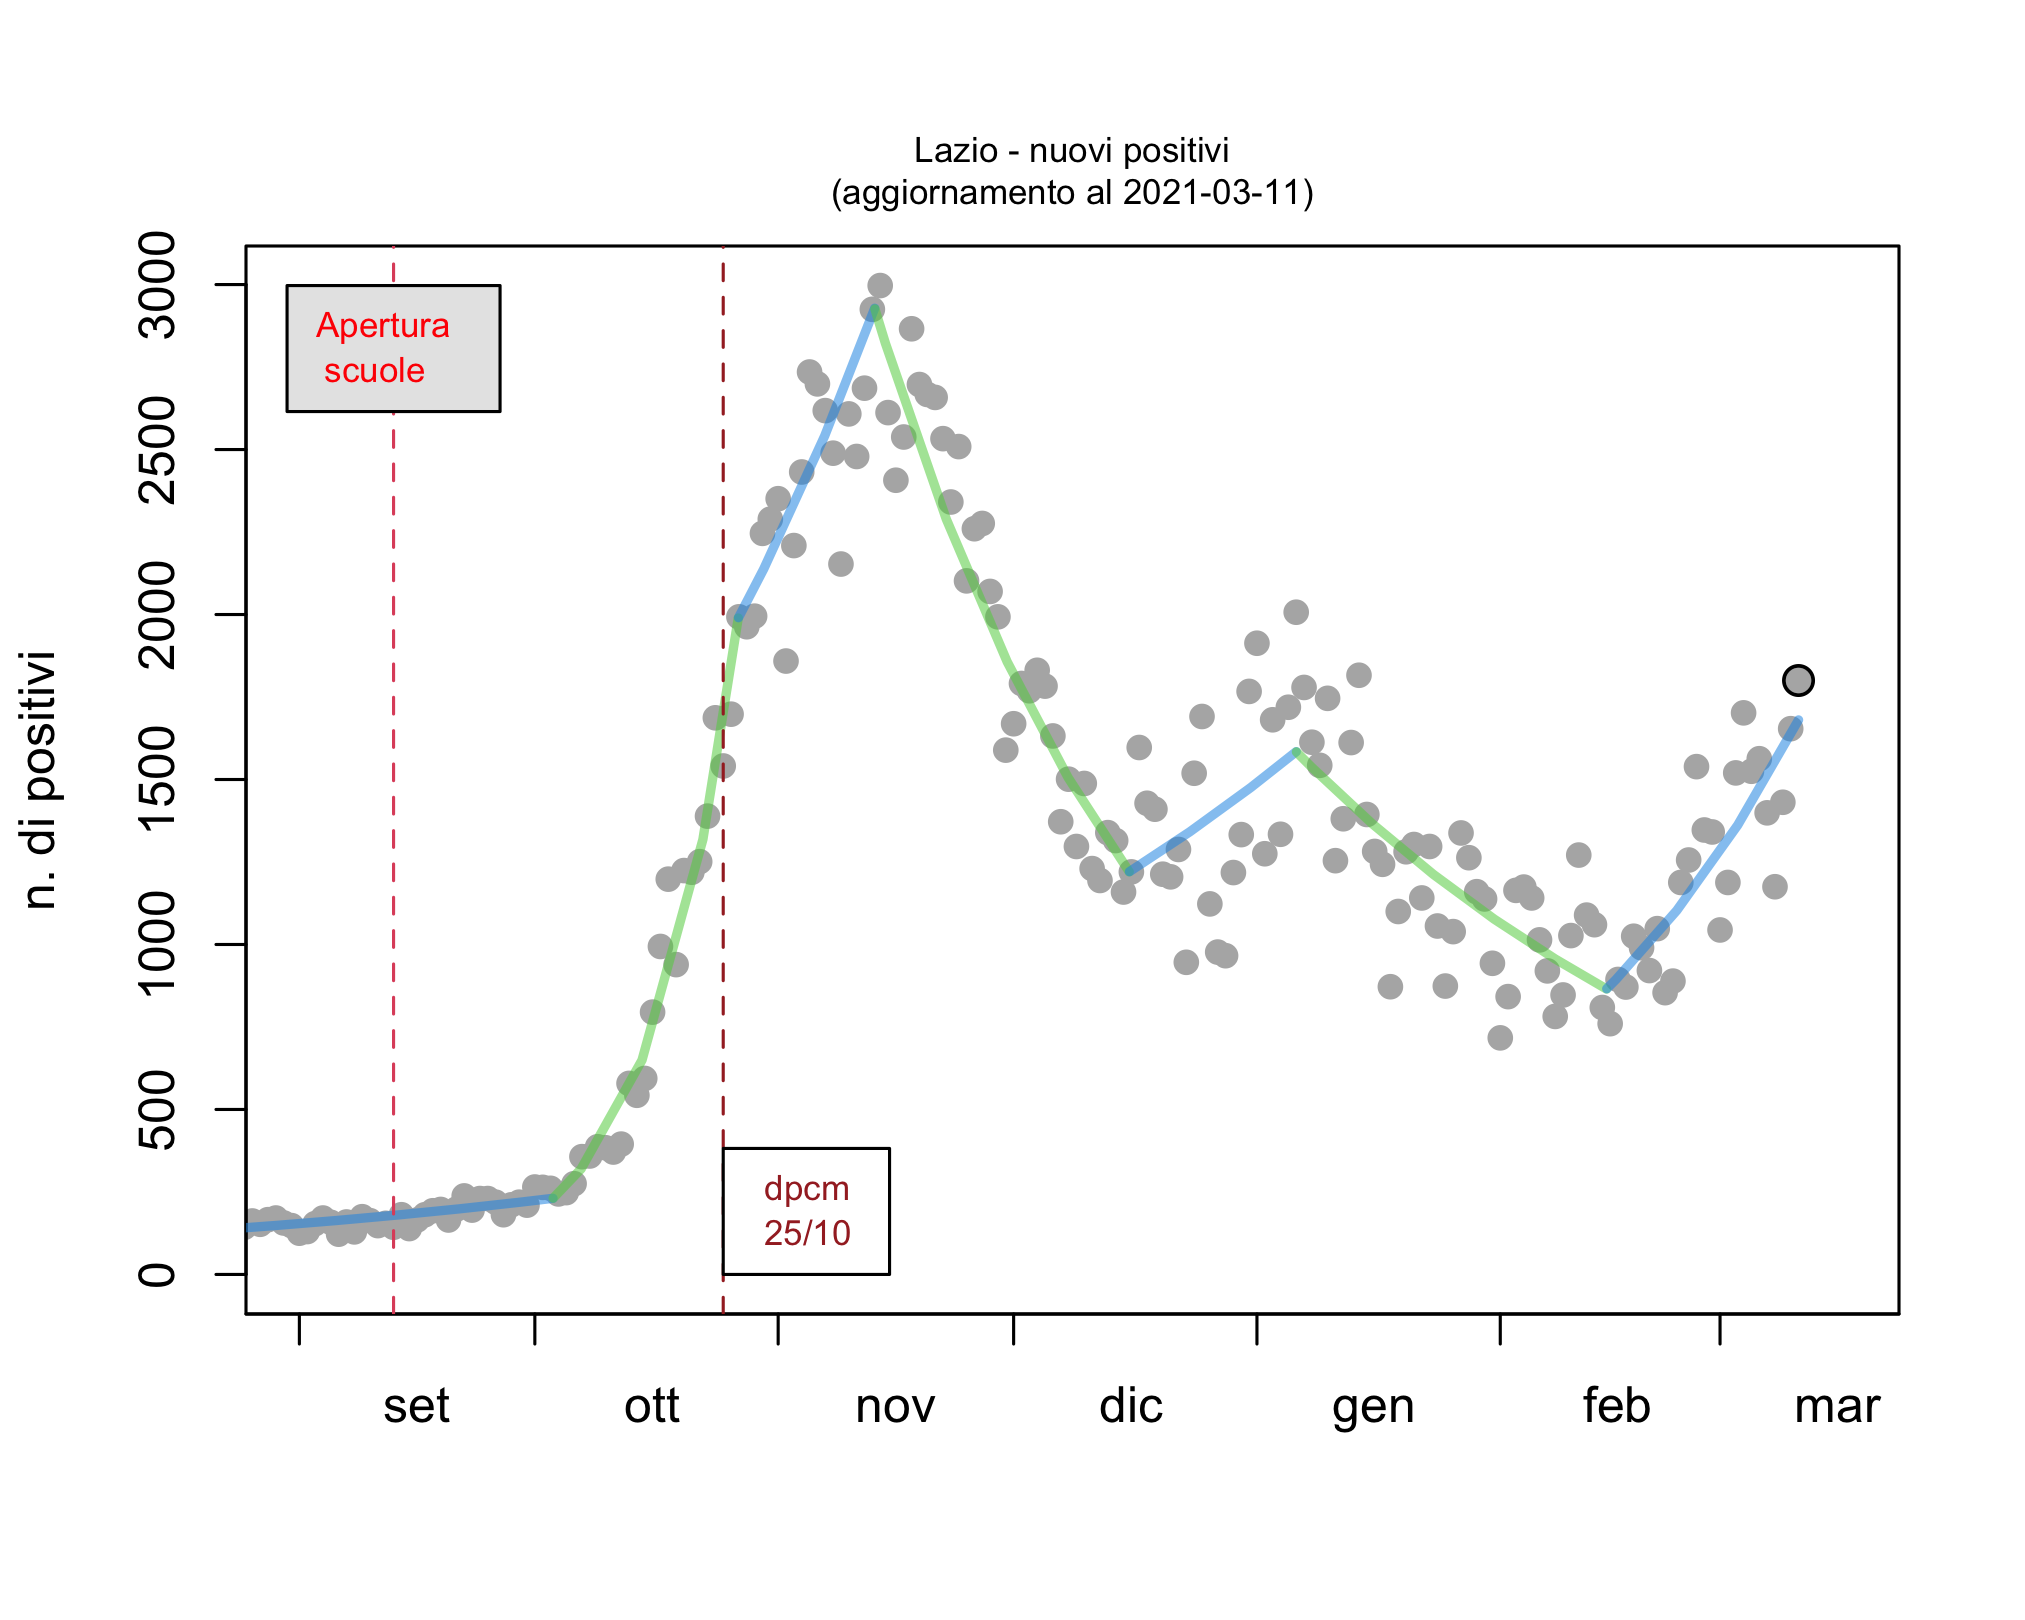 Lazio - nuovi positivi
(aggiornamento al 2021-03-11)
n. di positivi
3000
2500
2000
1500
1000
500
0
Apertura
scuole
dpcm
25/10
set ott nov dic gen feb mar